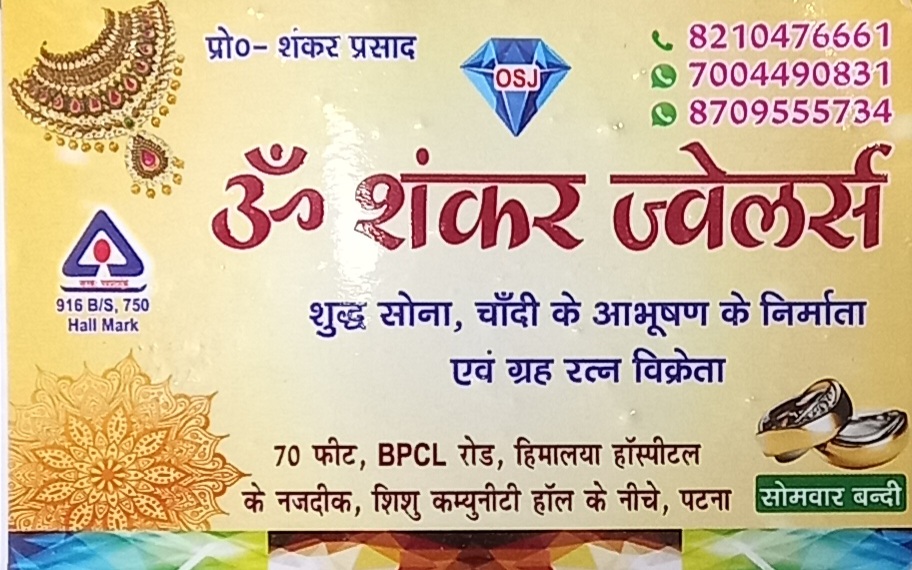 प्रो०- शंकर प्रसाद
OSJ
8210476661
7004490831
8709555734
ॐ शंकर ज्वेलर्स
916 B/S, 750
Hall Mark
शुद्ध सोना, चाँदी के आभूषण के निर्माता
एवं ग्रह रत्न विक्रेता
70 फीट, BPCL रोड, हिमालया हॉस्पीटल
के नजदीक, शिशु कम्युनीटी हॉल के नीचे, पटना
सोमवार बन्दी